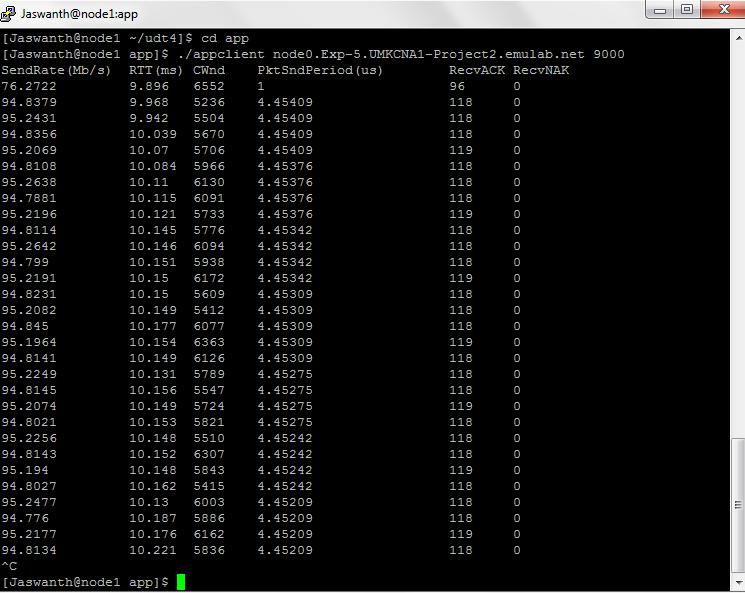 Jaswanth@node1:app
[Jaswanth@node1 ~/udt4]$ cd app
[Jaswanth@node1 app]$ ./appclient node0.Exp-5.UMKCNA1-Project2.emulab.net 9000
SendRate(Mb/s) RTT(ms) CWnd PktSndPeriod(us) RecvACK RecvNAK
76.2722 9.896 6552 1 96 0
94.8379 9.968 5236 4.45409 118 0
95.2431 9.942 5504 4.45409 118 0
94.8356 10.039 5670 4.45409 118 0
95.2069 10.07 5706 4.45409 119 0
94.8108 10.084 5966 4.45376 118 0
95.2638 10.11 6130 4.45376 118 0
94.7881 10.115 6091 4.45376 118 0
95.2196 10.121 5733 4.45376 119 0
94.8114 10.145 5776 4.45342 118 0
95.2642 10.146 6094 4.45342 118 0
94.799 10.151 5938 4.45342 118 0
95.2191 10.15 6172 4.45342 119 0
94.8231 10.15 5609 4.45309 118 0
95.2082 10.149 5412 4.45309 118 0
94.845 10.177 6077 4.45309 118 0
95.1964 10.154 6363 4.45309 119 0
94.8141 10.149 6126 4.45309 118 0
95.2249 10.131 5789 4.45275 118 0
94.8145 10.156 5547 4.45275 118 0
95.2074 10.149 5724 4.45275 119 0
94.8021 10.153 5821 4.45275 118 0
95.2256 10.148 5510 4.45242 118 0
94.8143 10.152 6307 4.45242 118 0
95.194 10.148 5843 4.45242 119 0
94.8027 10.162 5415 4.45242 118 0
95.2477 10.13 6003 4.45209 118 0
94.776 10.187 5886 4.45209 118 0
95.2177 10.176 6162 4.45209 119 0
94.8134 10.221 5836 4.45209 118 0
^C
[Jaswanth@node1 app]$